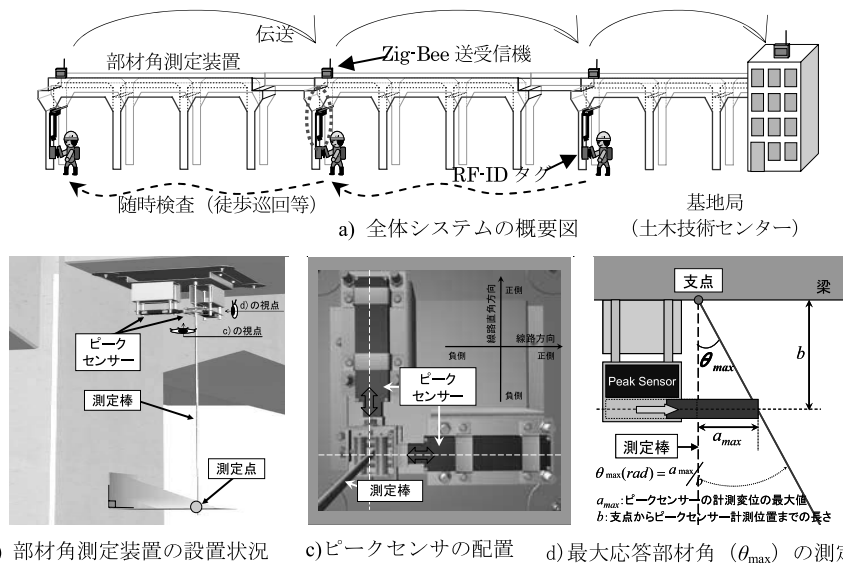 伝送
部材角測定装置
Zig-Bee 送受信機
RF-ID タグ
随時検査（徒歩巡回等）
基地局
（土木技術センター）
a) 全体システムの概要図
d)の視点
c)の視点
ピーク
センサー
測定棒
測定点
) 部材角測定装置の設置状況
線路直角方向
正側
線路方向
負側
正側
負側
ピーク
センサー
測定棒
c)ピークセンサの配置
支点
梁
θmax
b
Peak Sensor
amax
測定棒
θmax(rad)=amax/b
amax:ピークセンサーの計測変位の最大値
b:支点からピークセンサー計測位置までの長さ
d)最大応答部材角（θmax）の測定